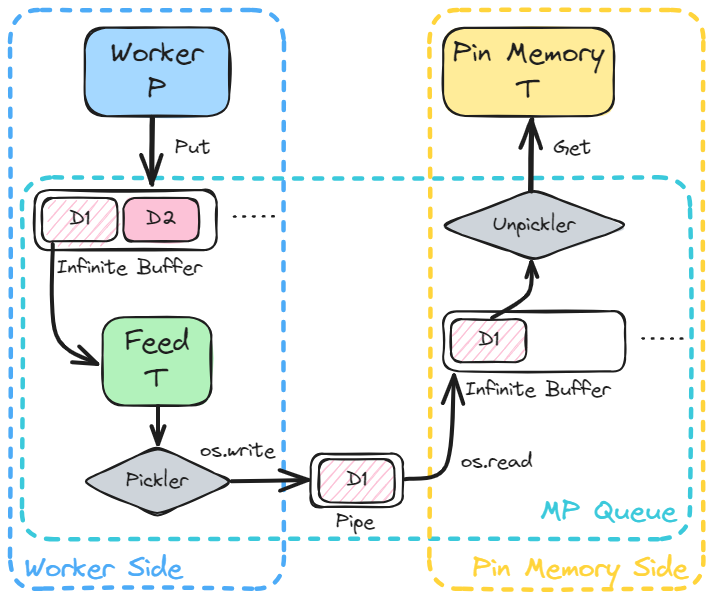 Worker
P
Put
D1
D2
Infinite Buffer
Feed
T
Pickler
os.write
D1
Pipe
os.read
D1
Infinite Buffer
Unpickler
Get
Pin Memory
T
MP Queue
Worker Side
Pin Memory Side